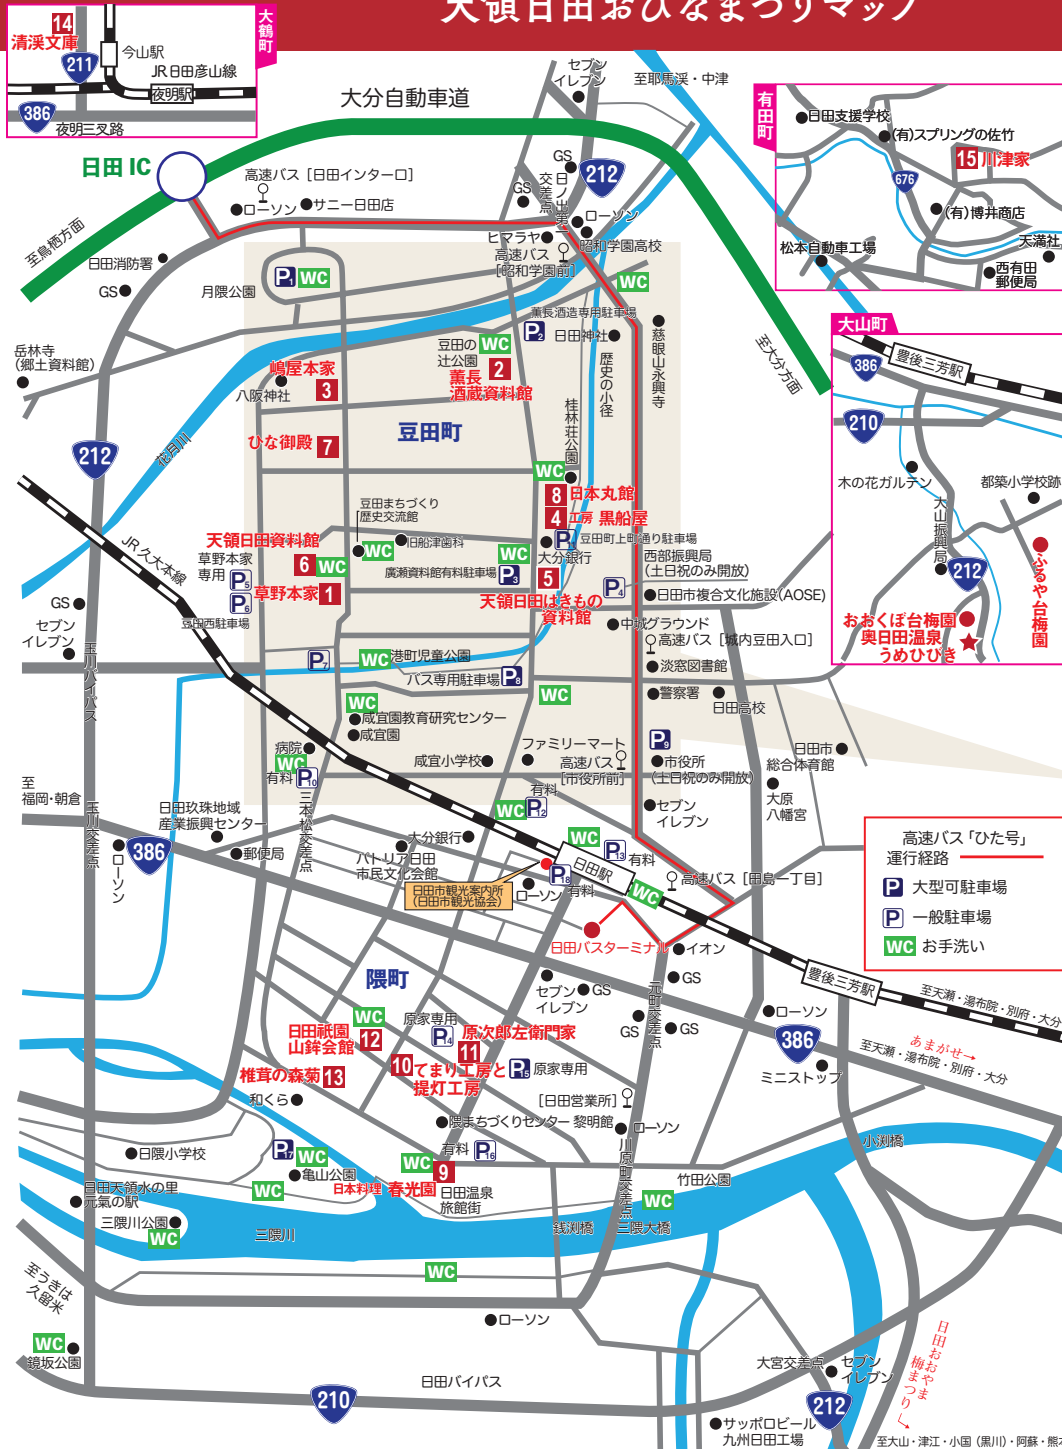 天領日田おひなまつりマップ
大鶴町
14
清渓文庫
211
今山駅
JR日田彦山線
夜明駅
386
夜明三叉路
大分自動車道
セブン
イレブン
至耶馬渓・中津
有田町
日田支援学校
(有)スプリングの佐竹
15 川津家
676
(有)博井商店
天満社
松本自動車工場
西有田
郵便局
日田 IC
高速バス［日田インター口］
ローソン
サニー日田店
至鳥栖方面
日田消防署
GS
GS
GS
212
日ノ出第一
交差点
ローソン
ヒマラヤ
昭和学園高校
高速バス
[昭和学園前]
WC
P1
WC
月隈公園
薫長酒造専用駐車場
P2
日田神社
慈眼山永興寺
至大分方面
岳林寺
(郷土資料館)
嶋屋本家
3
八阪神社
豆田の
辻公園
WC
2
薫長
酒蔵資料館
歴史の小径
桂林荘公園
豆田町
ひな御殿
7
212
花月川
WC
8
日本丸館
4
工房 黒船屋
豆田まちづくり
歴史交流館
旧船津歯科
WC
WC
大分銀行
P11
豆田町上町通り駐車場
天領日田資料館
6
WC
草野本家
専用
P5
P6
草野本家
1
豆田西駐車場
廣瀬資料館有料駐車場
P3
5
天領日田はきもの
資料館
西部振興局
(土日祝のみ開放)
P4
日田市複合文化施設(AOSE)
中城グラウンド
高速バス［城内豆田入口］
淡窓図書館
JR久大本線
GS
セブン
イレブン
玉川バイパス
P7
WC
港町児童公園
バス専用駐車場
P8
WC
警察署
日田高校
WC
咸宜園教育研究センター
咸宜園
病院
WC
有料
P10
咸宜小学校
ファミリーマート
高速バス
[市役所前]
P9
市役所
(土日祝のみ開放)
日田市
総合体育館
大原
八幡宮
大山町
386
豊後三芳駅
210
木の花ガルテン
都築小学校跡
大山振興局
212
ふるや台梅園
おおくぼ台梅園
奥日田温泉
うめひびき
至
福岡・朝倉
玉川交差点
日田玖珠地域
産業振興センター
郵便局
三本松交差点
386
ローソン
有料
WC
P12
セブン
イレブン
大分銀行
パトリア日田
市民文化会館
WC
P13
有料
日田駅
日田市観光案内所
(日田市観光協会)
P18
有料
ローソン
WC
高速バス［田島一丁目］
高速バス「ひた号」
運行経路
P 大型可駐車場
P 一般駐車場
WC お手洗い
日田バスターミナル
イオン
豊後三芳駅
隈町
セブン
イレブン
GS
GS
元町交差点
GS
GS
ローソン
至天瀬・湯布院・別府・大分
386
あまがせ→
至天瀬・湯布院・別府・大分
ミニストップ
WC
日田祇園
山鉾会館
12
原家専用
P14
原次郎左衛門家
11
10
てまり工房と
提灯工房
P15
原家専用
椎茸の森菊
13
和くら
[日田営業所]
隈まちづくりセンター 黎明館
ローソン
日隈小学校
P17
WC
亀山公園
有料
P16
WC
9
日本料理 春光園
日田温泉
旅館街
川原町交差点
竹田公園
小渕橋
日田天領水の里
元氣の駅
WC
三隈川公園
WC
三隈川
銭渕橋
三隈大橋
WC
WC
至うきは
久留米
ローソン
WC
鏡坂公園
日田バイパス
210
大宮交差点
セブン
イレブン
212
サッポロビール
九州日田工場
日田おおやま
梅まつり
至大山・津江・小国（黒川）・阿蘇・熊本